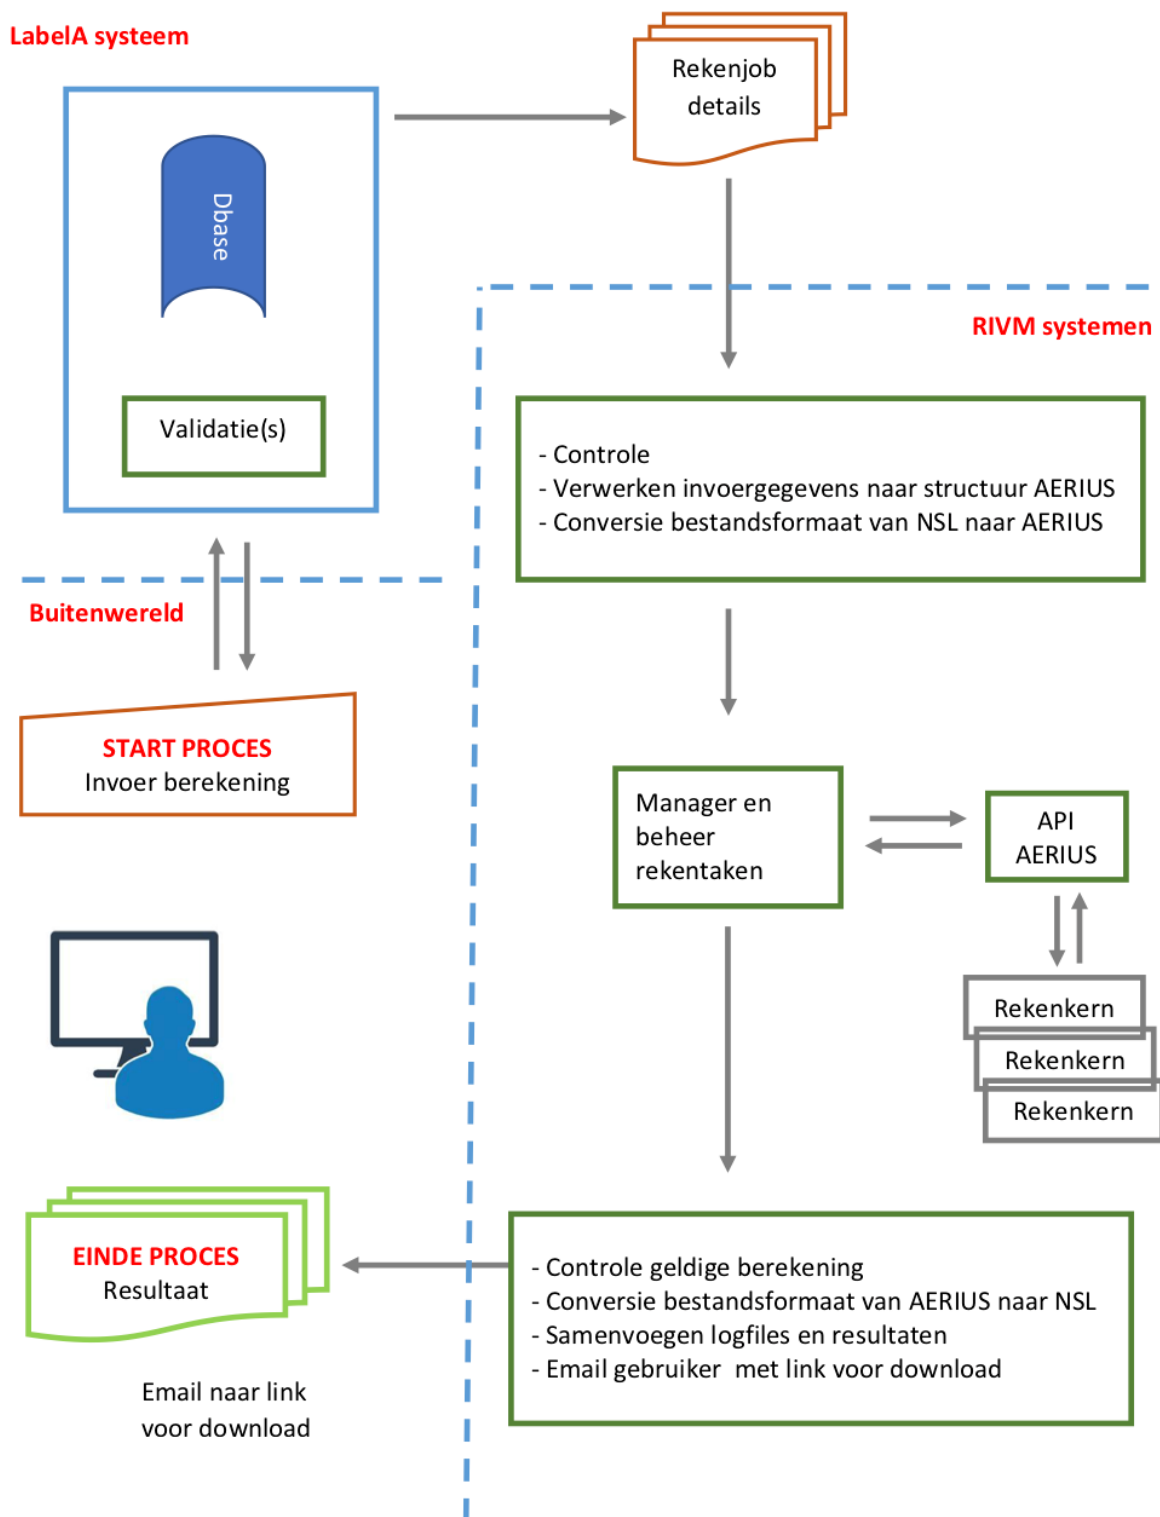 LabelA systeem
Rekenjob
details
Dbase
Validatie(s)
RIVM systemen
- Controle
- Verwerken invoergegevens naar structuur AERIUS
- Conversie bestandsformaat van NSL naar AERIUS
Buitenwereld
START PROCES
Invoer berekening
Manager en
beheer
rekentaken
API
AERIUS
Rekenkern
Rekenkern
Rekenkern
EINDE PROCES
Resultaat
- Controle geldige berekening
- Conversie bestandsformaat van AERIUS naar NSL
- Samenvoegen logfiles en resultaten
- Email gebruiker  met link voor download
Email naar link
voor download